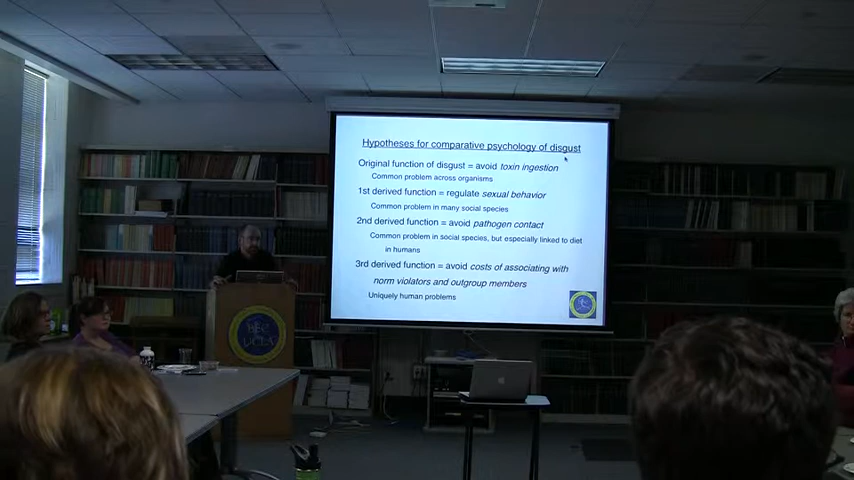 Hypotheses for comparative psychology of disgust
Original function of disgust = avoid toxin ingestion
Common problem across organisms
1st derived function = regulate sexual behavior
Common problem in many social species
2nd derived function = avoid pathogen contact
Common problem in social species, but especially linked to diet
in humans
3rd derived function = avoid costs of associating with
norm violators and outgroup members
Uniquely human problems
BEC
UCLA